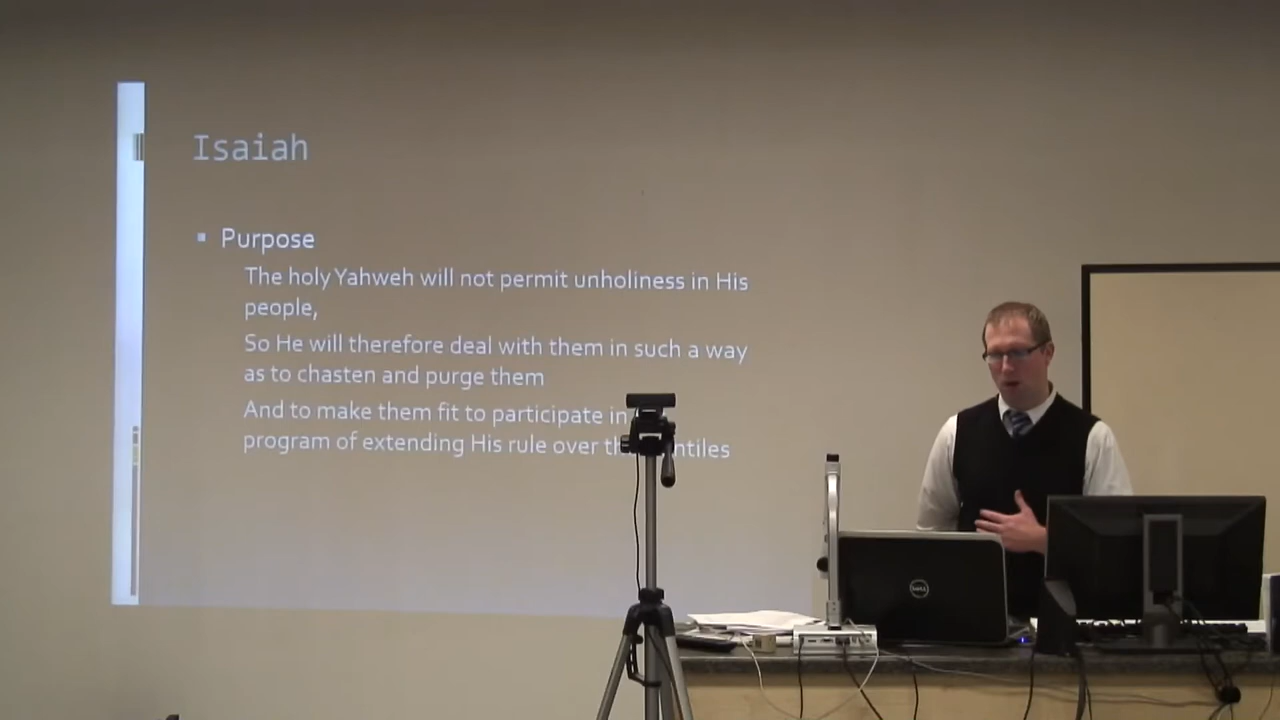 Isaiah
Purpose
The holy Yahweh will not permit unholiness in His
people,
So He will therefore deal with them in such a way
as to chasten and purge them
And to make them fit to participate in
program of extending His rule over the ntiles
DELL